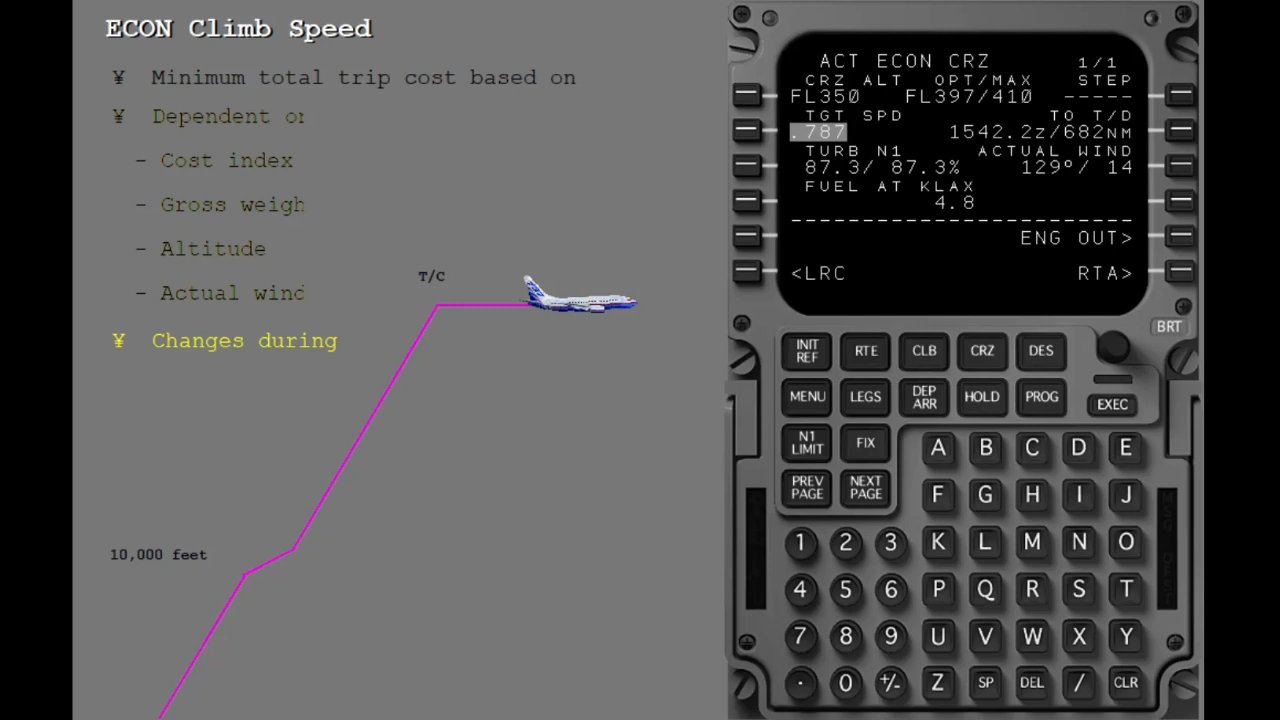 ECON Climb Speed
¥ Minimum total trip cost based on
¥ Dependent on
- Cost index
- Gross weigh
- Altitude
- Actual wind
¥ Changes during
T/C
10,000 feet
ACT ECON CRZ 1/1
CRZ ALT OPT/MAX STEP
FL350 FL397/410 -----
TGT SPD TO T/D
.787 1542.2z/682NM
TURB N1 ACTUAL WIND
87.3/ 87.3% 129°/ 14
FUEL AT KLAX
4.8
ENG OUT>
<LRC RTA>
BRT
INIT REF RTE CLB CRZ DES
MENU LEGS DEP ARR HOLD PROG EXEC
N1 LIMIT FIX
PREV PAGE NEXT PAGE
A B C D E
F G H I J
1 2 3 K L M N O
4 5 6 P Q R S T
7 8 9 U V W X Y
. 0 +/- Z SP DEL / CLR